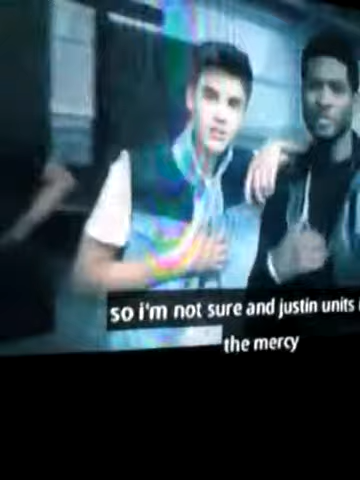 so i'm not sure and justin units
the mercy